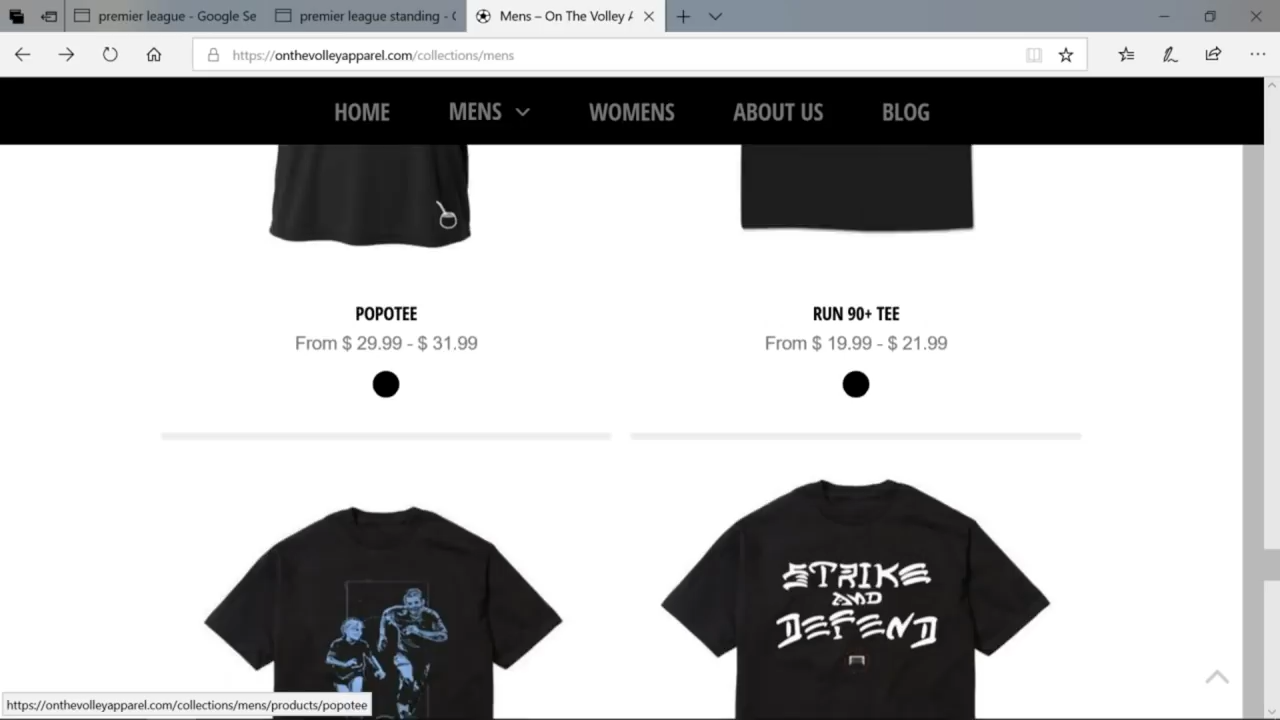 premier league - Google Se
premier league standing - (
Mens – On The Volley A
https://onthevolleyapparel.com/collections/mens
HOME
MENS
WOMENS
ABOUT US
BLOG
POPOTEE
RUN 90+ TEE
From $ 29.99 - $ 31.99
From $ 19.99 - $ 21.99
STRIKE
AND
DEFEND
https://onthevolleyapparel.com/collections/mens/products/popotee